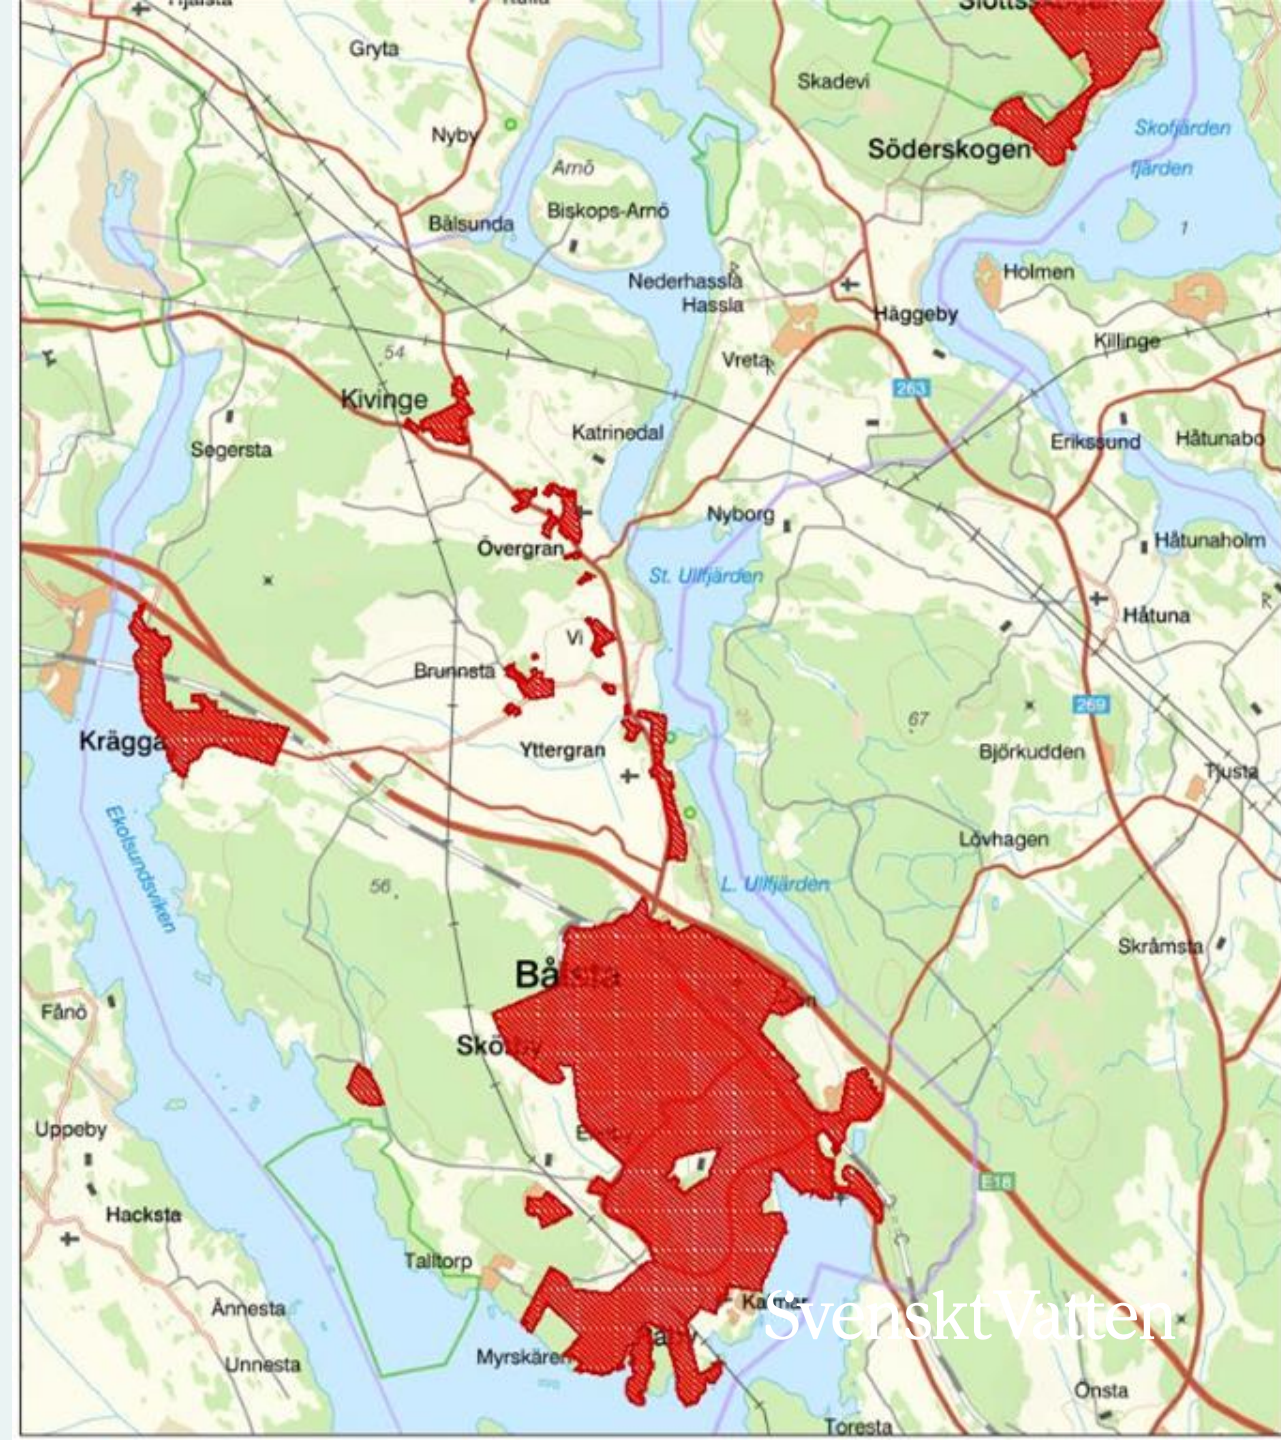 Gryta
Skadevi
Nyby
Söderskogen
Skofjärden
fjärden
Arnö
Biskops-Arnö
Bålsunda
1
Nederhassla
Hassla
Holmen
Häggeby
Killinge
54
Vreta
263
Kivinge
Katrinedal
Segersta
Erikssund
Håtunabo
Nyborg
Övergran
Håtunaholm
St. Ullfjärden
Håtuna
Vi
Brunnsta
269
67
Krägga
Yttergran
Björkudden
Tjusta
Ekolsundsviken
Lövhagen
56
L. Ullfjärden
Skråmsta
Bålsta
Fånö
Uppeby
E18
Hacksta
Talltorp
Ännesta
Kalmar
Svenskt Vatten
Unnesta
Myrskären
Önsta
Toresta